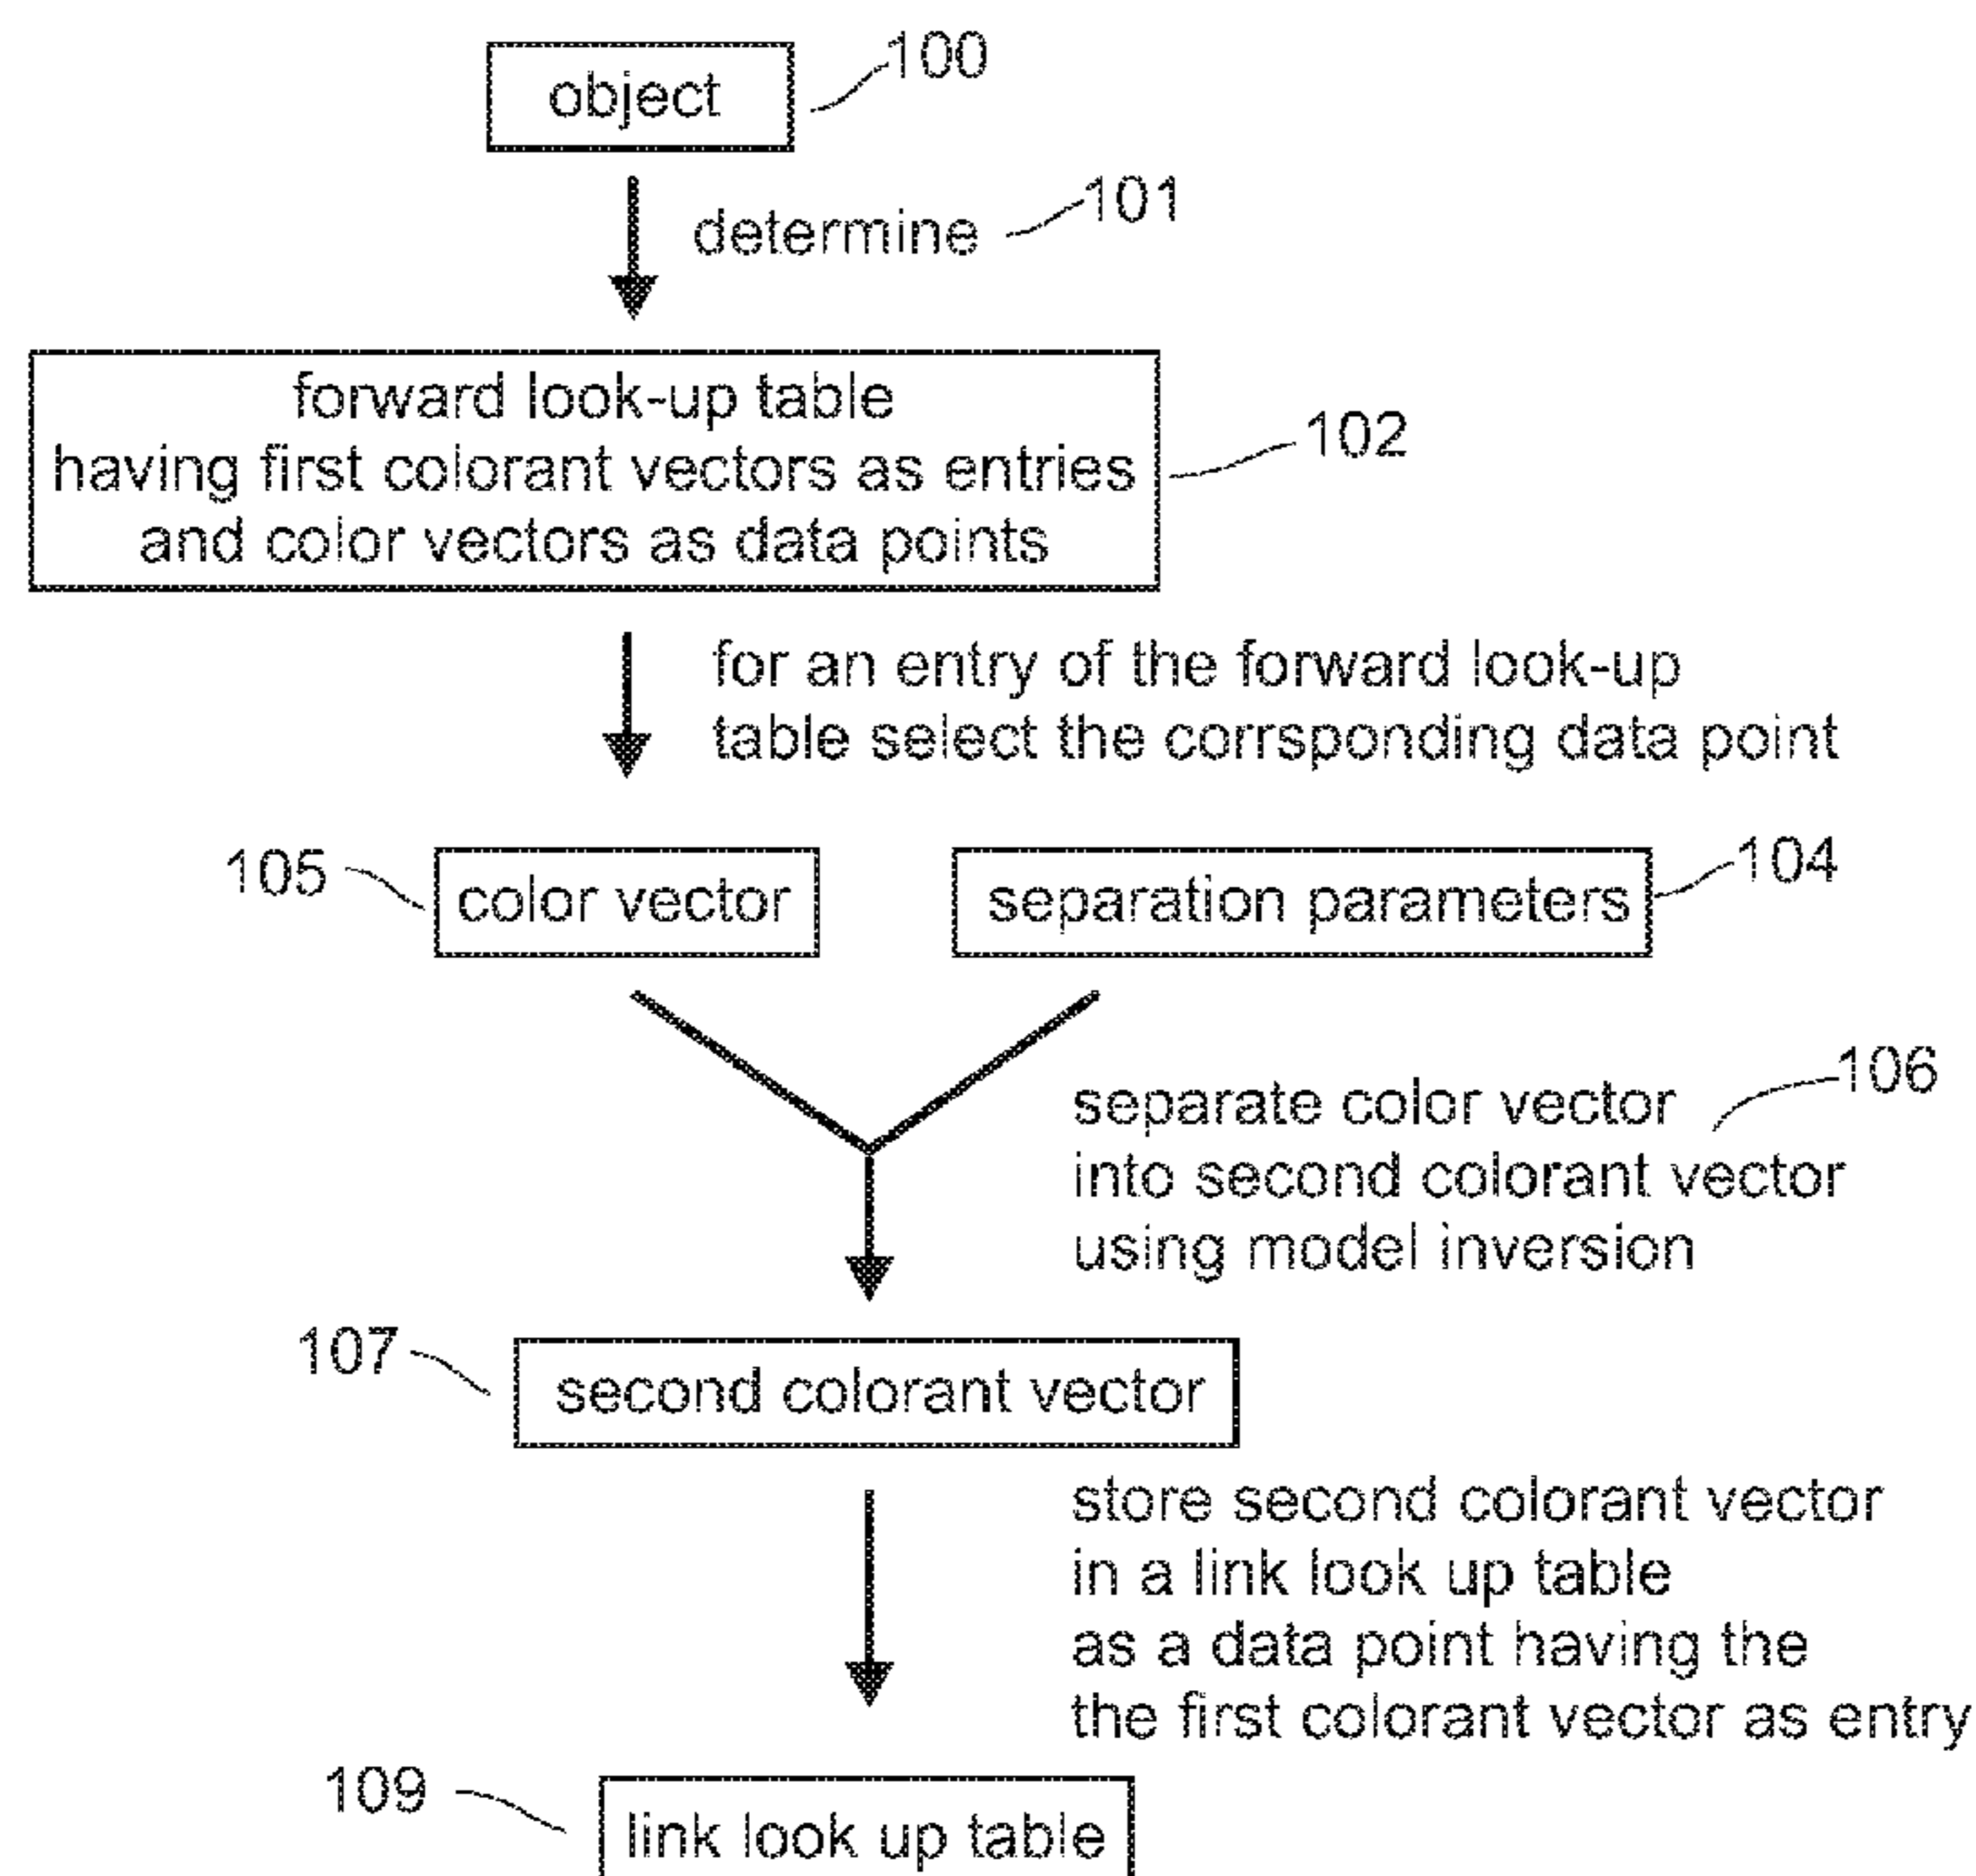 object
100
determine
101
forward look-up table
having first colorant vectors as entries
and color vectors as data points
102
for an entry of the forward look-up
table select the corrsponding data point
105
color vector
separation parameters
104
separate color vector
into second colorant vector
using model inversion
106
107
second colorant vector
store second colorant vector
in a link look up table
as a data point having the
the first colorant vector as entry
109
link look up table